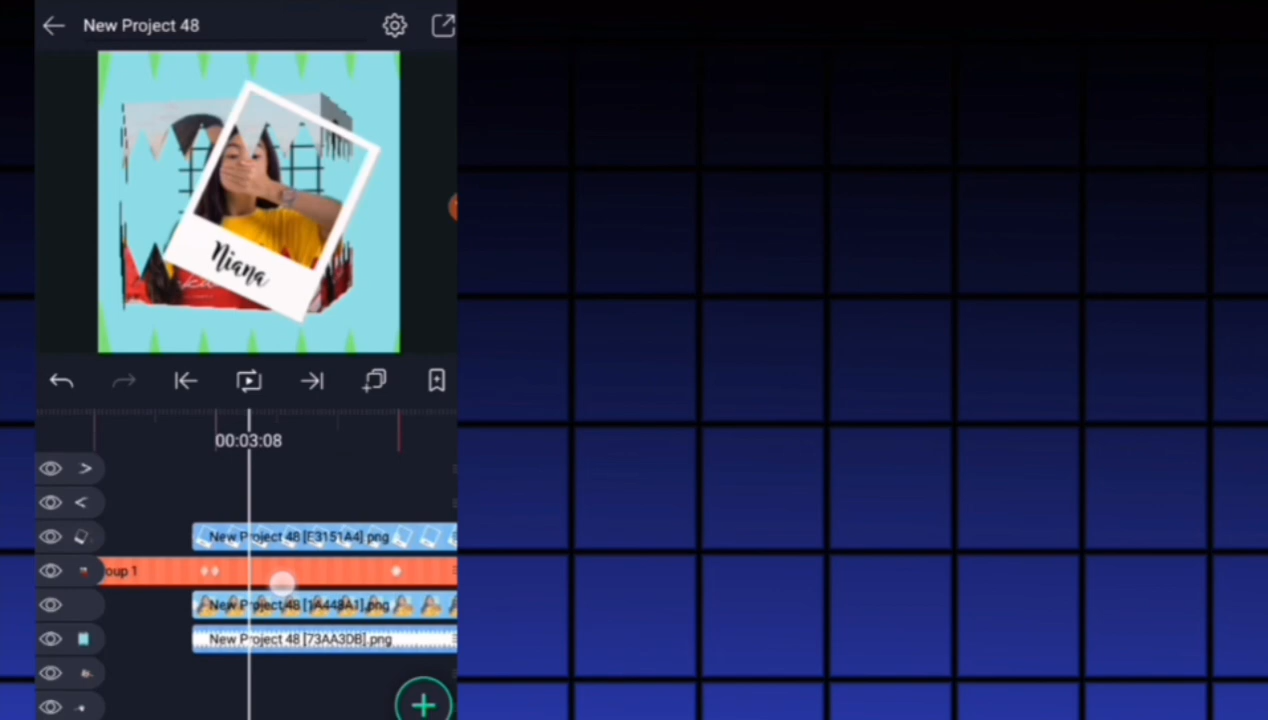 New Project 48
Niana
00:03:08
New Project 48 [E3151A4].png
oup 1
New Project 48 [1A448A1].png
New Project 48 [73AA3DB].png